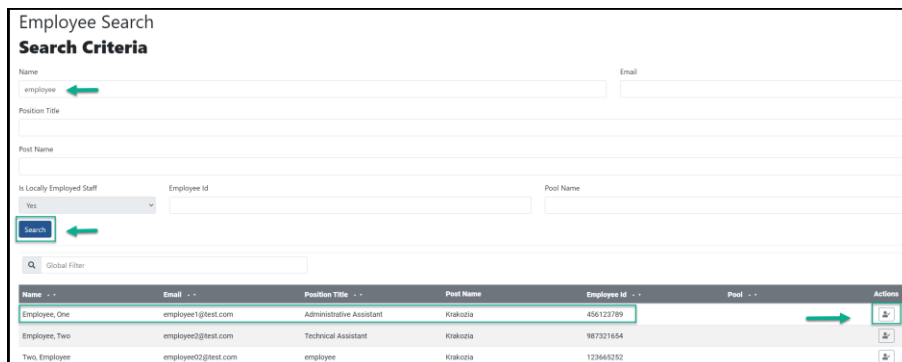 Employee Search
Search Criteria
Name Email
employee
Position Title
Post Name
Is Locally Employed Staff Employee Id Pool Name
Yes
Search
Global Filter
Name Email Position Title Post Name Employee Id Pool Actions
Employee, One employee1@test.com Administrative Assistant Krakozia 456123789
Employee, Two employee2@test.com Technical Assistant Krakozia 987321654
Two, Employee employee02@test.com employee Krakozia 123665252